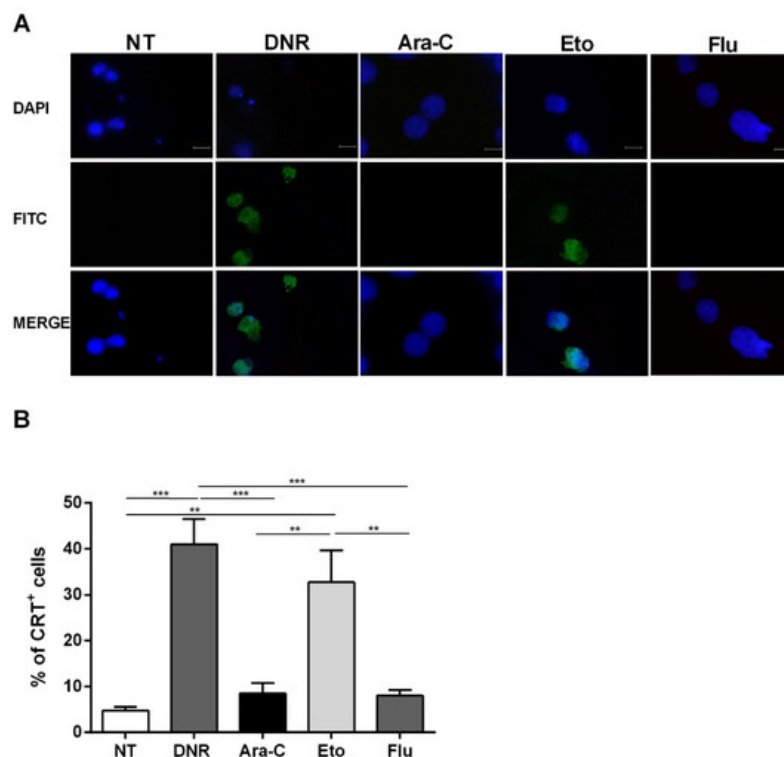 A
NT DNR Ara-C Eto Flu
DAPI
FITC
MERGE
B
***
*** ***
**
** **
50
40
30
20
10
0
% of CRT+ cells
NT DNR Ara-C Eto Flu